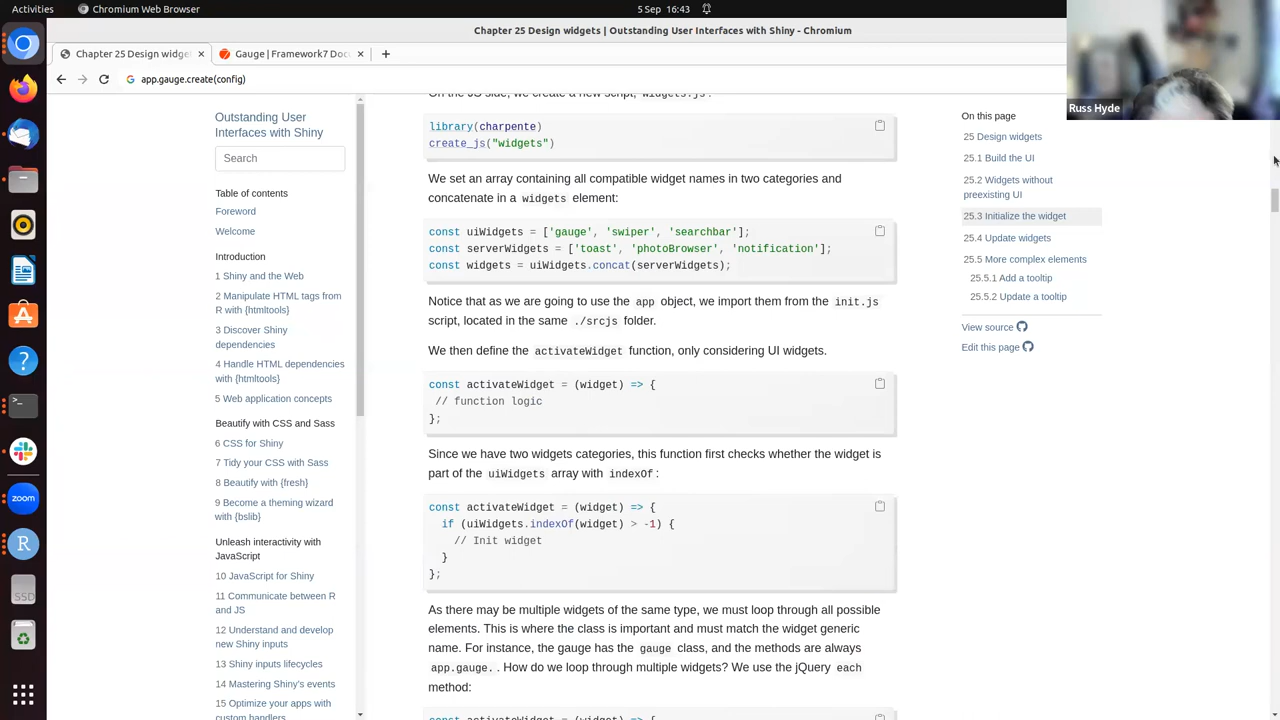 Activities
Chromium Web Browser
5 Sep 16:43
Chapter 25 Design widgets | Outstanding User Interfaces with Shiny - Chromium
Chapter 25 Design widge
Gauge | Framework7 Doc
app.gauge.create(config)
Russ Hyde
Outstanding User
Interfaces with Shiny
Search
Table of contents
Foreword
Welcome
Introduction
1 Shiny and the Web
2 Manipulate HTML tags from
R with {htmltools}
3 Discover Shiny
dependencies
4 Handle HTML dependencies
with {htmltools}
5 Web application concepts
Beautify with CSS and Sass
6 CSS for Shiny
7 Tidy your CSS with Sass
8 Beautify with {fresh}
9 Become a theming wizard
with {bslib}
Unleash interactivity with
JavaScript
10 JavaScript for Shiny
11 Communicate between R
and JS
12 Understand and develop
new Shiny inputs
13 Shiny inputs lifecycles
14 Mastering Shiny's events
15 Optimize your apps with
custom handlers
On the JS side, we create a new script, widgets.js:
library(charpente)
create_js("widgets")
We set an array containing all compatible widget names in two categories and
concatenate in a widgets element:
const uiWidgets = ['gauge', 'swiper', 'searchbar'];
const serverWidgets = ['toast', 'photoBrowser', 'notification'];
const widgets = uiWidgets.concat(serverWidgets);
Notice that as we are going to use the app object, we import them from the init.js
script, located in the same ./srcjs folder.
We then define the activateWidget function, only considering UI widgets.
const activateWidget = (widget) => {
// function logic
};
Since we have two widgets categories, this function first checks whether the widget is
part of the uiWidgets array with indexOf:
const activateWidget = (widget) => {
if (uiWidgets.indexOf(widget) > -1) {
// Init widget
}
};
As there may be multiple widgets of the same type, we must loop through all possible
elements. This is where the class is important and must match the widget generic
name. For instance, the gauge has the gauge class, and the methods are always
app.gauge.. How do we loop through multiple widgets? We use the jQuery each
method:
const activateWidget = (widget) => {
On this page
25 Design widgets
25.1 Build the UI
25.2 Widgets without
preexisting UI
25.3 Initialize the widget
25.4 Update widgets
25.5 More complex elements
25.5.1 Add a tooltip
25.5.2 Update a tooltip
View source
Edit this page
zoom
R
SSD